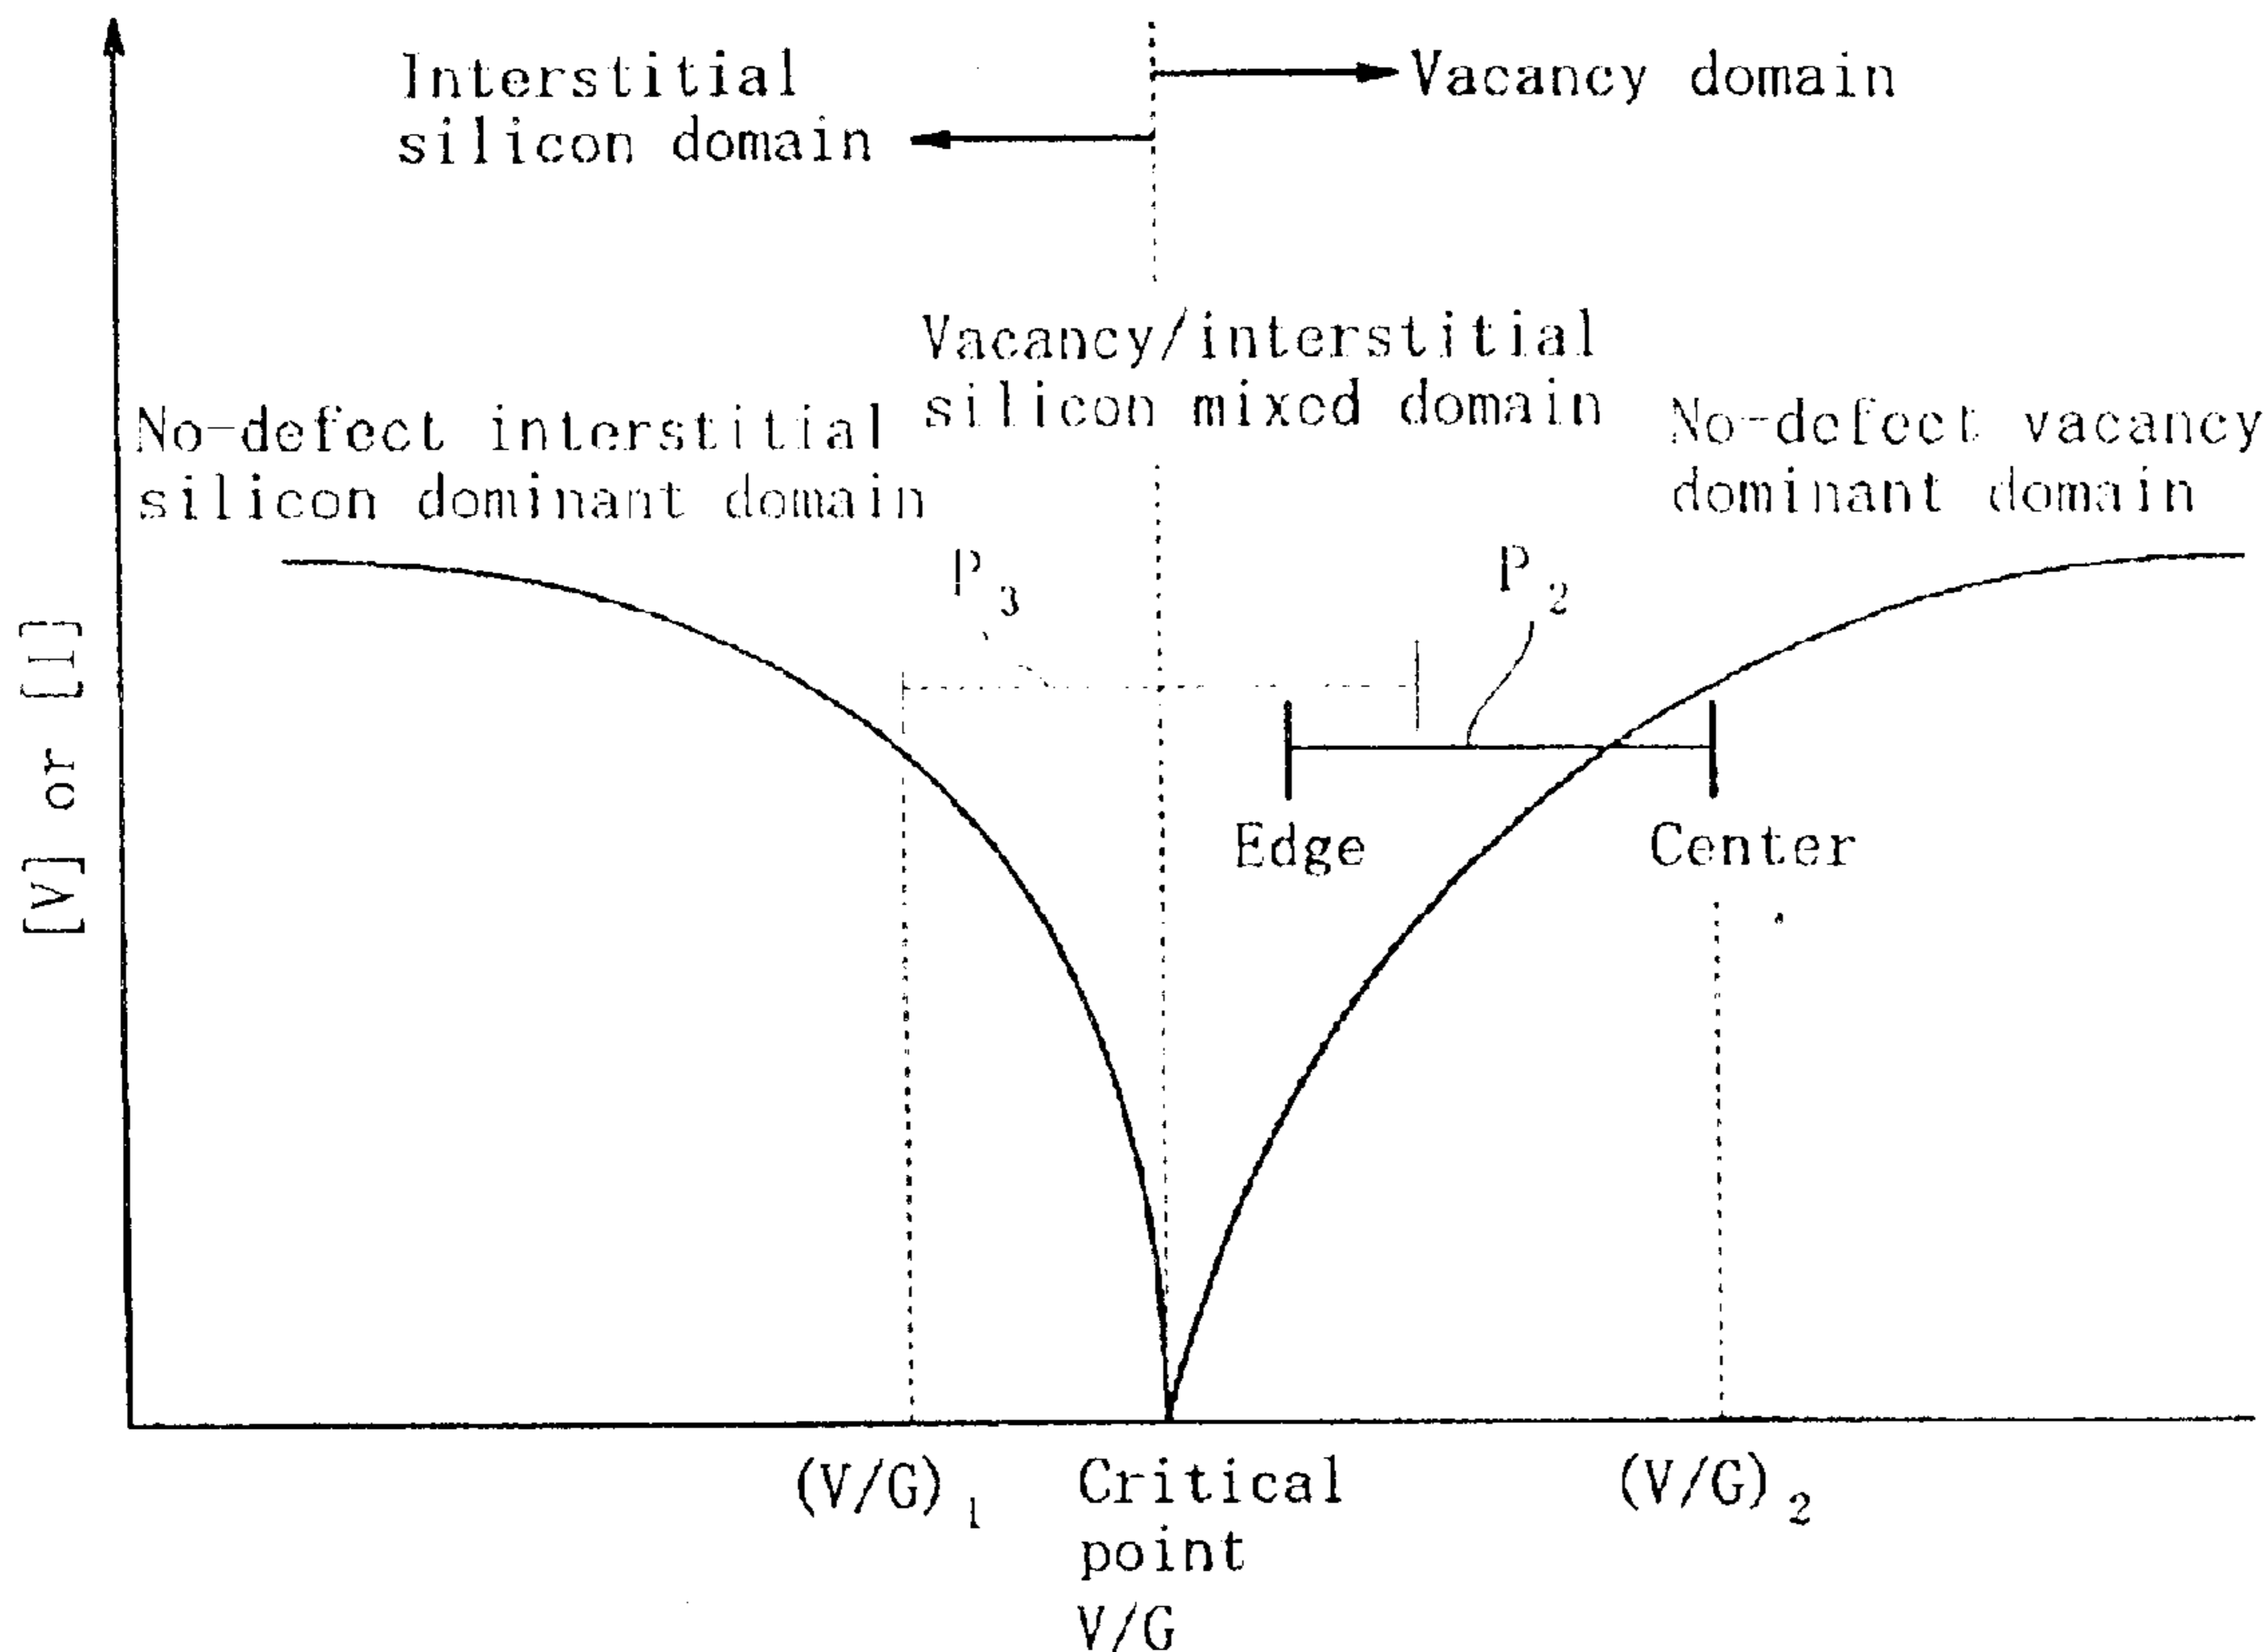 Interstitial
silicon domain
Vacancy domain
Vacancy/interstitial
silicon mixed domain
No-defect interstitial
silicon dominant domain
No-defect vacancy
dominant domain
P3
P2
[V] or [I]
Edge
Center
(V/G)1
Critical
point
V/G
(V/G)2